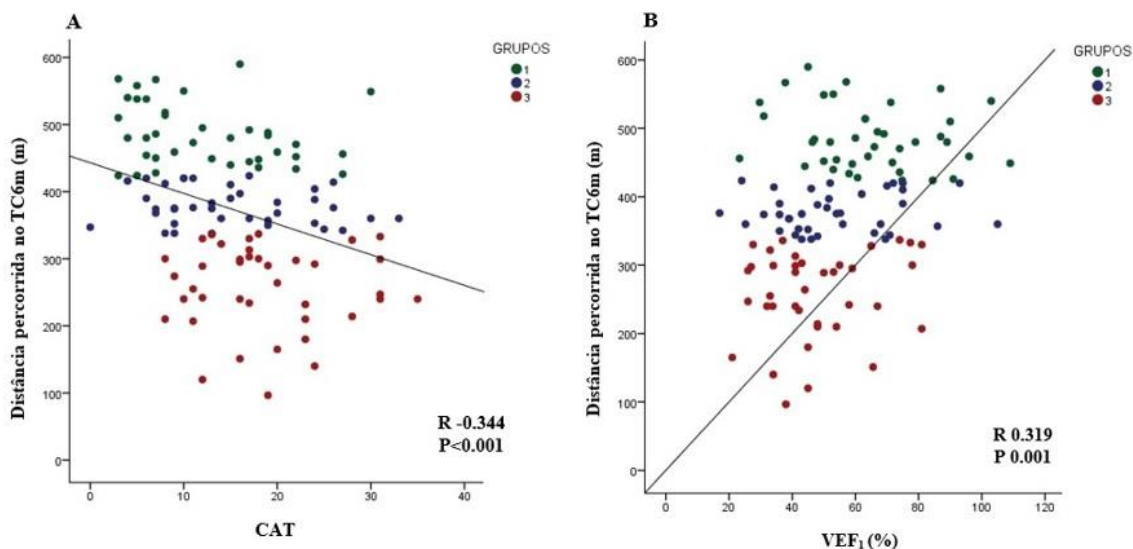 A
GRUPOS
1
2
3
Distância percorrida no TC6m (m)
600
500
400
300
200
100
0
R -0.344
P<0.001
0 10 20 30 40
CAT
B
GRUPOS
1
2
3
Distância percorrida no TC6m (m)
600
500
400
300
200
100
0
R 0.319
P 0.001
0 20 40 60 80 100 120
VEF₁ (%)